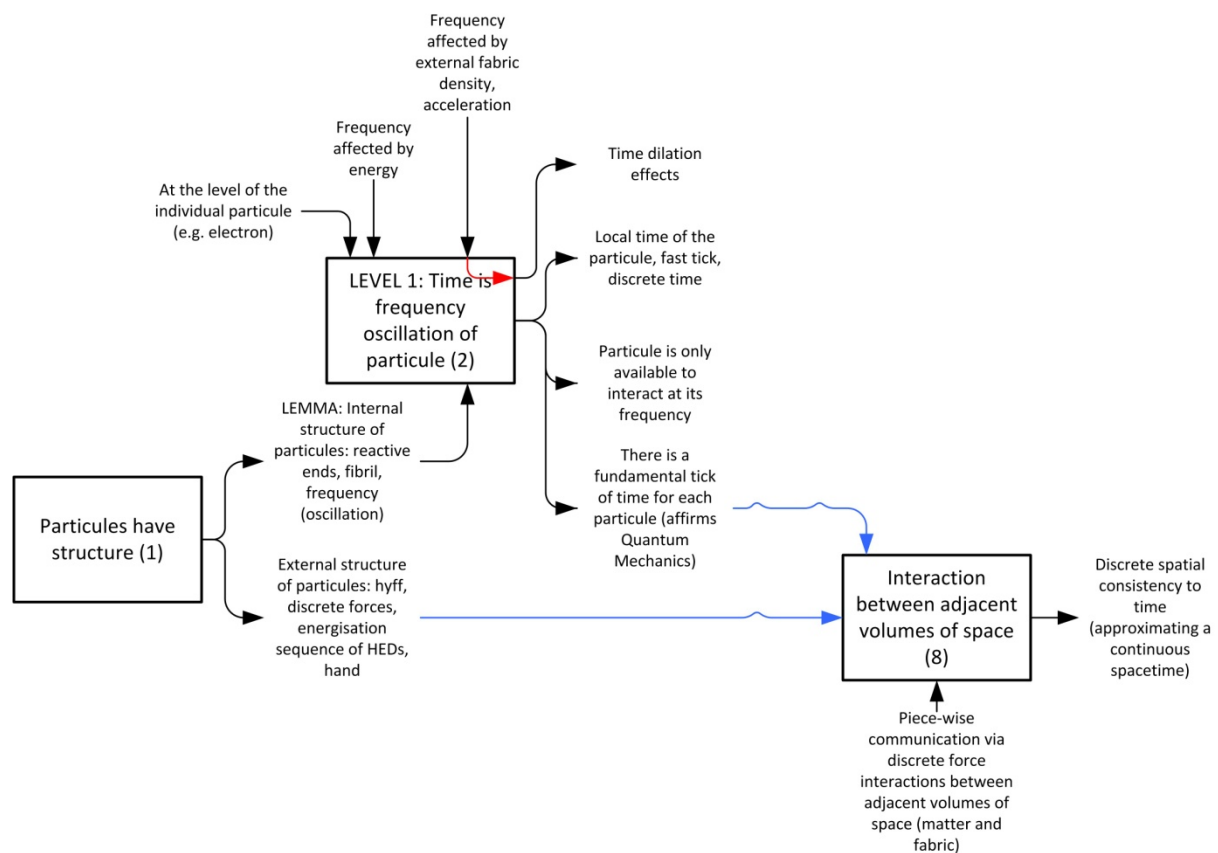 Frequency
affected by
external fabric
density,
acceleration
Frequency
affected by
energy
At the level of the
individual particule
(e.g. electron)
Time dilation
effects
LEVEL 1: Time is
frequency
oscillation of
particule (2)
Local time of the
particule, fast tick,
discrete time
Particule is only
available to
interact at its
frequency
LEMMA: Internal
structure of
particules: reactive
ends, fibril,
frequency
(oscillation)
There is a
fundamental tick
of time for each
particule (affirms
Quantum
Mechanics)
Particules have
structure (1)
External structure
of particules: hyff,
discrete forces,
energisation
sequence of HEDs,
hand
Interaction
between adjacent
volumes of space
(8)
Discrete spatial
consistency to
time
(approximating a
continuous
spacetime)
Piece-wise
communication via
discrete force
interactions between
adjacent volumes of
space (matter and
fabric)